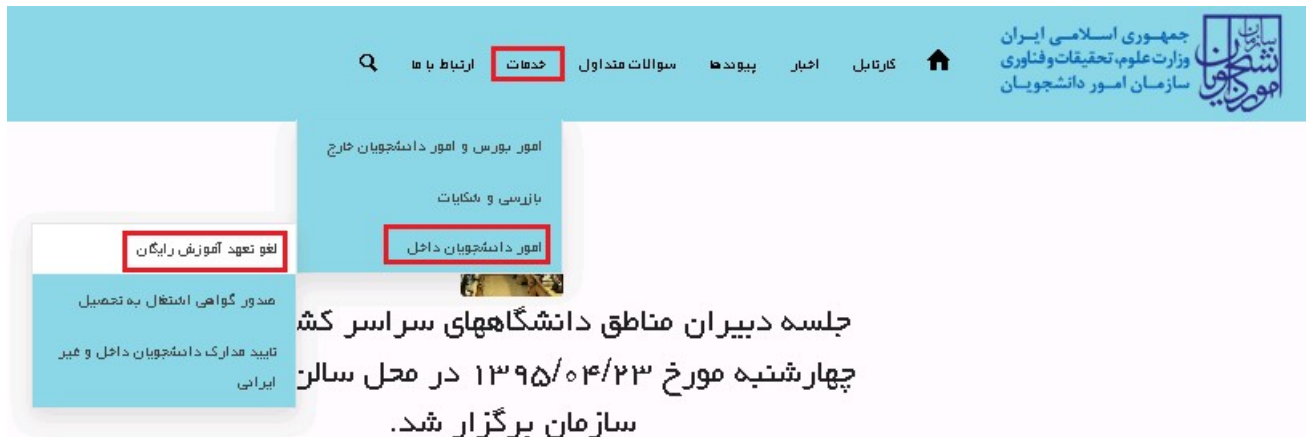 سازمان امور دانشجویان
جمهوری اسلامی ایران
وزارت علوم، تحقیقات و فناوری
سازمان امور دانشجویان
کارتابل اخبار پیوندها سوالات متداول خدمات ارتباط با ما
امور بورس و امور دانشجویان خارج
بازرسی و شکایات
امور دانشجویان داخل
لغو تعهد آموزش رایگان
صدور گواهی اشتغال به تحصیل
تایید مدارک دانشجویان داخل و غیر
ایرانی
جلسه دبیران مناطق دانشگاههای سراسر کش
چهارشنبه مورخ ۱۳۹۵/۰۴/۲۳ در محل سالن
سازمان برگزار شد.